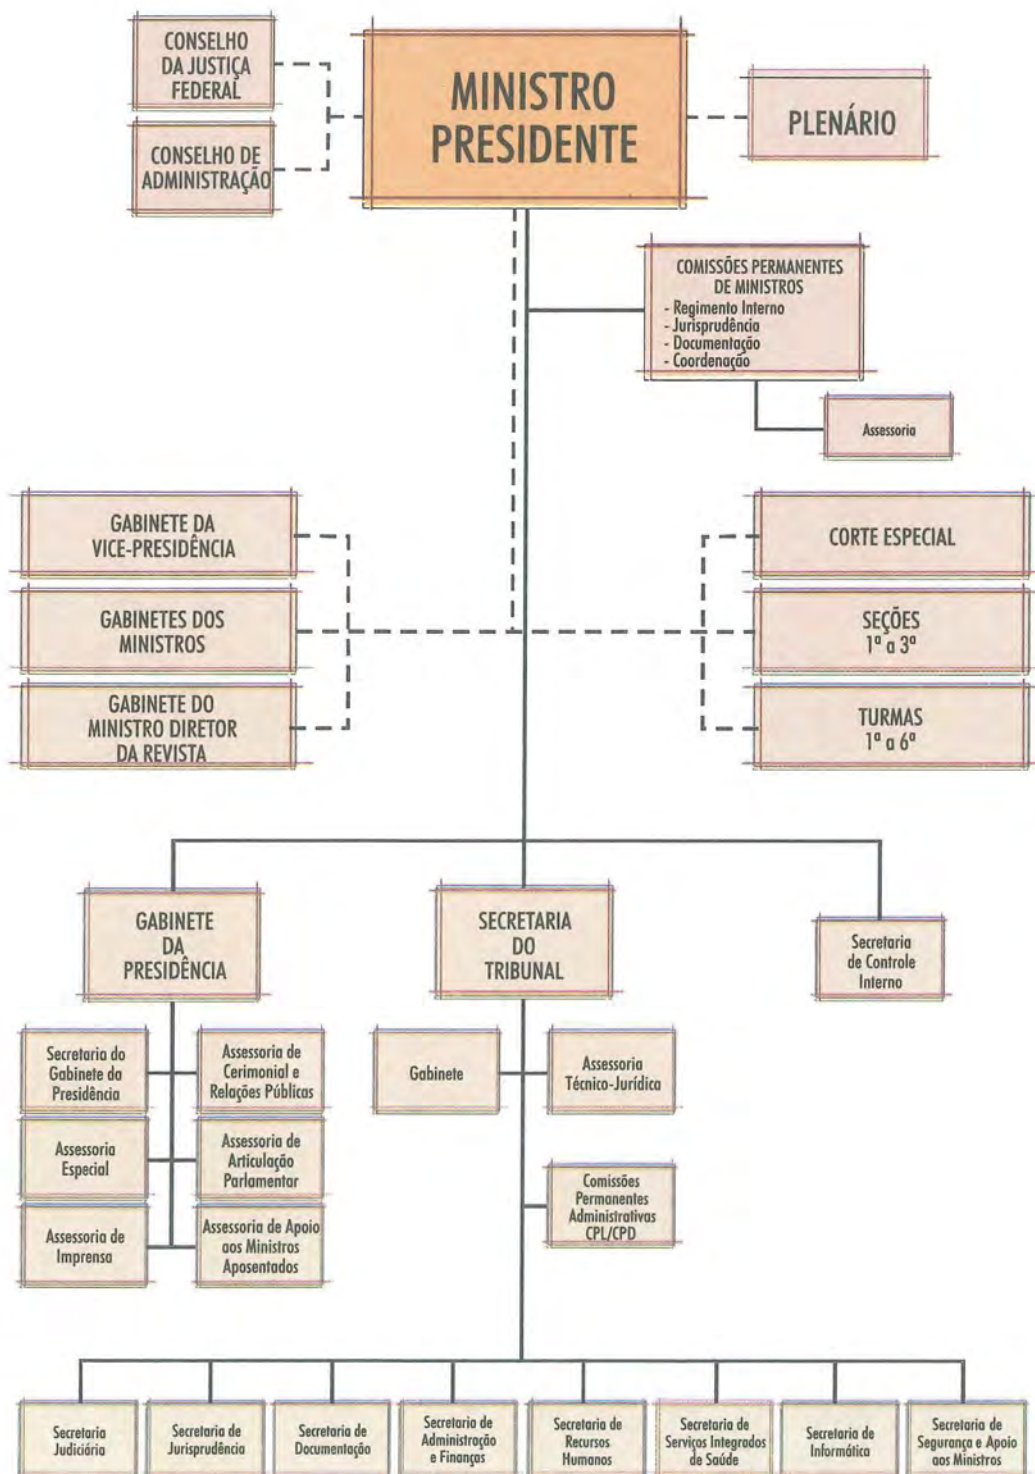 CONSELHO
DA JUSTIÇA
FEDERAL
CONSELHO DE
ADMINISTRAÇÃO
MINISTRO
PRESIDENTE
PLENÁRIO
COMISSÕES PERMANENTES
DE MINISTROS
- Regimento Interno
- Jurisprudência
- Documentação
- Coordenação
Assessoria
GABINETE DA
VICE-PRESIDÊNCIA
GABINETES DOS
MINISTROS
GABINETE DO
MINISTRO DIRETOR
DA REVISTA
CORTE ESPECIAL
SEÇÕES
1ª a 3ª
TURMAS
1ª a 6ª
GABINETE
DA
PRESIDÊNCIA
SECRETARIA
DO
TRIBUNAL
Secretaria
de Controle
Interno
Secretaria do
Gabinete da
Presidência
Assessoria de
Cerimonial e
Relações Públicas
Assessoria
Especial
Assessoria de
Articulação
Parlamentar
Assessoria de
Imprensa
Assessoria de Apoio
aos Ministros
Aposentados
Gabinete
Assessoria
Técnico-Jurídica
Comissões
Permanentes
Administrativas
CPL/CPD
Secretaria
Judiciária
Secretaria de
Jurisprudência
Secretaria de
Documentação
Secretaria de
Administração
e Finanças
Secretaria de
Recursos
Humanos
Secretaria de
Serviços Integrados
de Saúde
Secretaria de
Informática
Secretaria de
Segurança e Apoio
aos Ministros